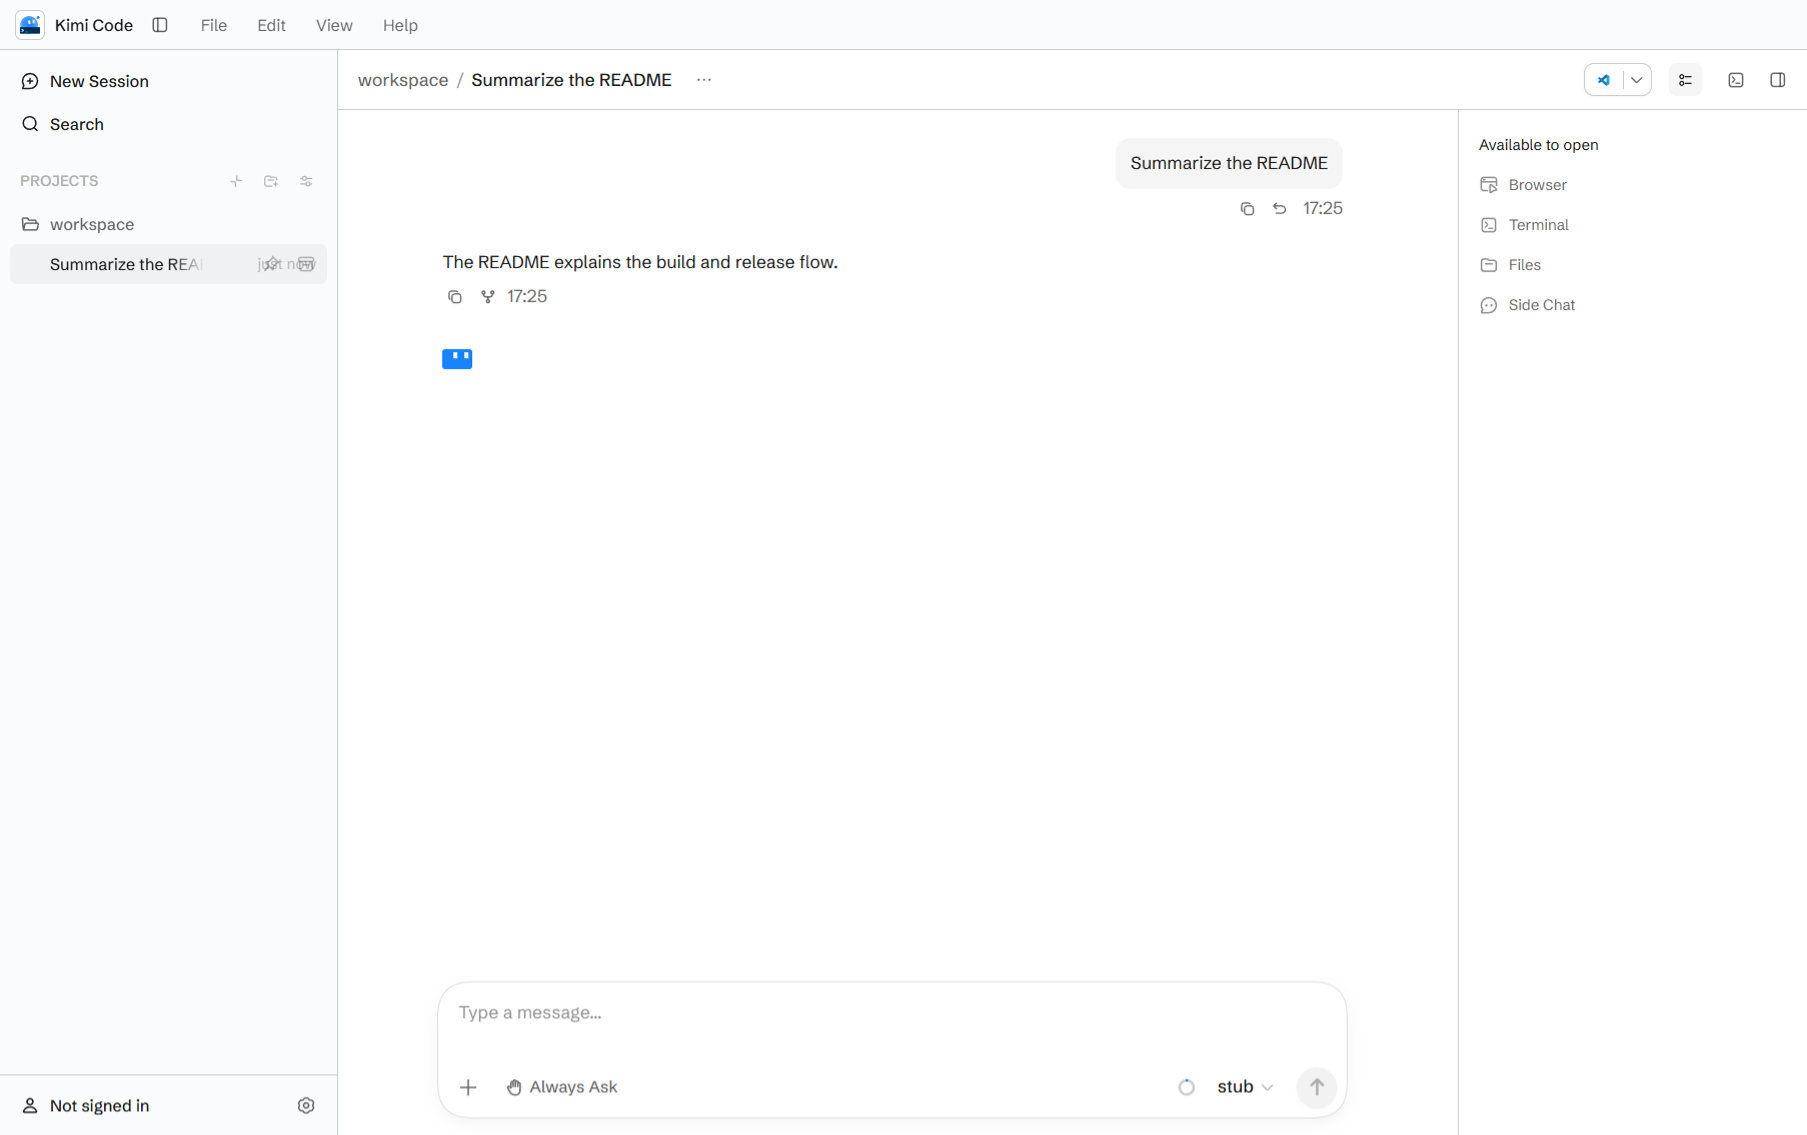 Kimi Code File Edit View Help
New Session
Search
PROJECTS
workspace
Summarize the REA just now
Not signed in
workspace / Summarize the README ...
Summarize the README
17:25
The README explains the build and release flow.
17:25
Type a message...
Always Ask
stub
Available to open
Browser
Terminal
Files
Side Chat